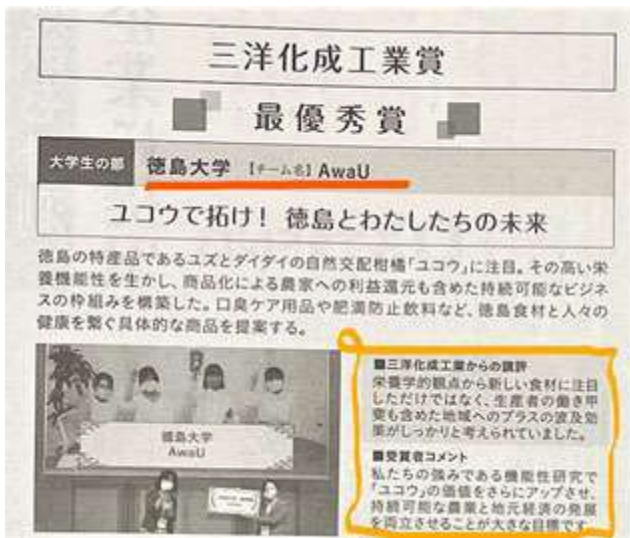 三洋化成工業賞
最優秀賞
大学生の部 徳島大学 【チーム名】AwaU
ユコウで拓け! 徳島とわたしたちの未来
徳島の特産品であるユズとダイダイの自然交配柑橘「ユコウ」に注目。その高い栄
養機能性を生かし、商品化による農家への利益還元も含めた持続可能なビジネ
スの枠組みを構築した。口臭ケア用品や肥満防止飲料など、徳島食材と人々の
健康を繋ぐ具体的な商品を提案する。
徳島大学
AwaU
■三洋化成工業からの講評
栄養学的観点から新しい食材に注目
しただけではなく、生産者の働き甲
斐も含めた地域へのプラスの波及効
果がしっかりと考えられていました。
■受賞者コメント
私たちの強みである機能性研究で
「ユコウ」の価値をさらにアップさせ、
持続可能な農業と地元経済の発展
を両立させることが大きな目標です